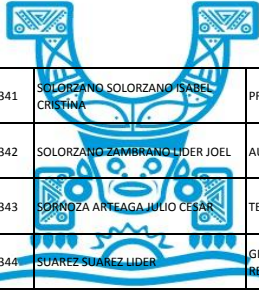 341 SOLORZANO SOLORZANO ISABEL
CRISTINA PR
342 SOLORZANO ZAMBRANO LIDER JOEL AU
343 SORNOZA ARTEAGA JULIO CESAR TE
344 SUAREZ SUAREZ LIDER GE
RE